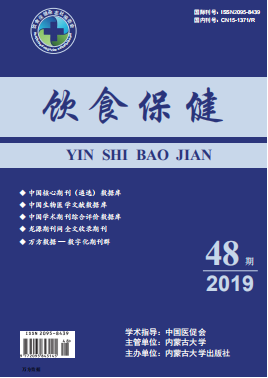 国际刊号：ISSN2095-8439
国内刊号：CN15-1371/R
饮食保健
YIN SHI BAO JIAN
◆ 中国核心期刊（遴选）数据库
◆ 中国生物医学文献数据库
◆ 中国学术期刊综合评价数据库
◆ 龙源期刊网全文收录期刊
◆ 万方数据 — 数字化期刊群
48期
2019
ISSN 2095-8439
学术指导：中国医促会
主管单位：内蒙古大学
主办单位：内蒙古大学出版社